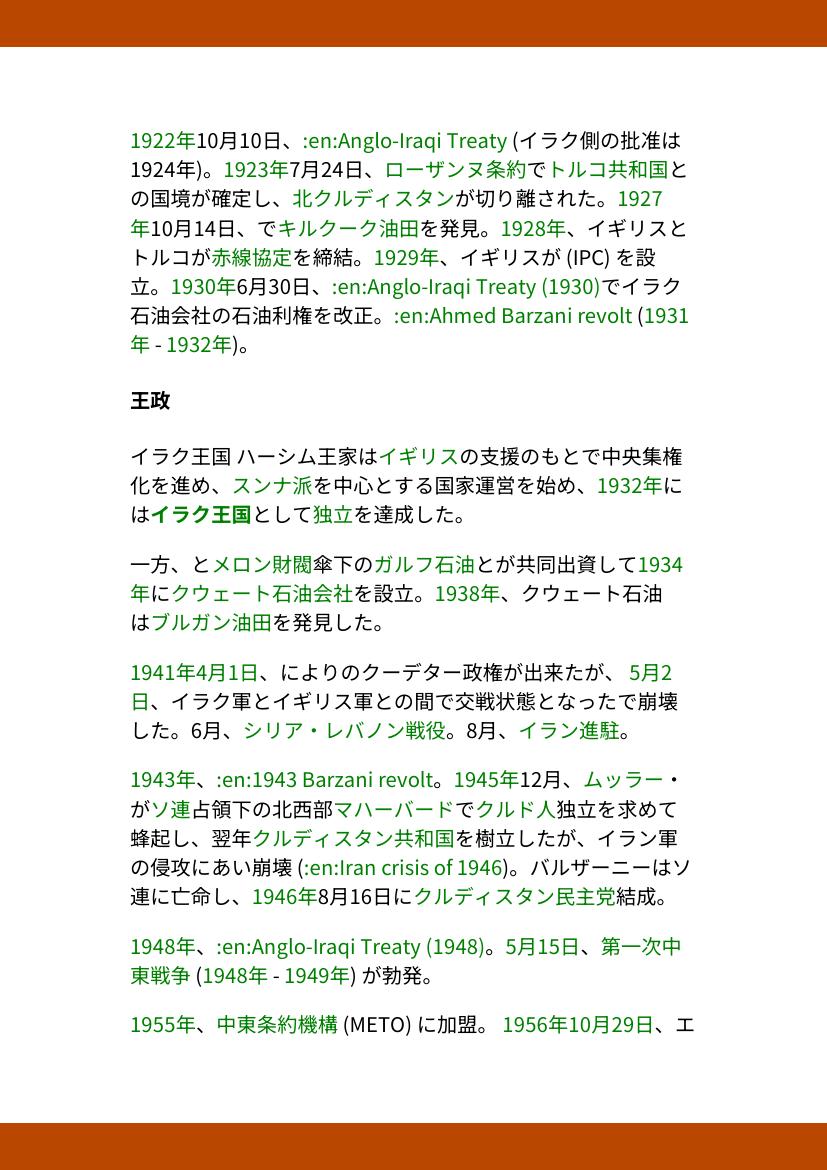 1922年10月10日、:en:Anglo-Iraqi Treaty (イラク側の批准は
1924年)。1923年7月24日、ローザンヌ条約でトルコ共和国と
の国境が確定し、北クルディスタンが切り離された。1927
年10月14日、でキルクーク油田を発見。1928年、イギリスと
トルコが赤線協定を締結。1929年、イギリスが (IPC) を設
立。1930年6月30日、:en:Anglo-Iraqi Treaty (1930)でイラク
石油会社の石油利権を改正。:en:Ahmed Barzani revolt (1931
年 - 1932年)。
王政
イラク王国 ハーシム王家はイギリスの支援のもとで中央集権
化を進め、スンナ派を中心とする国家運営を始め、1932年に
はイラク王国として独立を達成した。
一方、とメロン財閥傘下のガルフ石油とが共同出資して1934
年にクウェート石油会社を設立。1938年、クウェート石油
はブルガン油田を発見した。
1941年4月1日、によりのクーデター政権が出来たが、 5月2
日、イラク軍とイギリス軍との間で交戦状態となったで崩壊
した。6月、シリア・レバノン戦役。8月、イラン進駐。
1943年、:en:1943 Barzani revolt。1945年12月、ムッラー・
がソ連占領下の北西部マハーバードでクルド人独立を求めて
蜂起し、翌年クルディスタン共和国を樹立したが、イラン軍
の侵攻にあい崩壊 (:en:Iran crisis of 1946)。バルザーニーはソ
連に亡命し、1946年8月16日にクルディスタン民主党結成。
1948年、:en:Anglo-Iraqi Treaty (1948)。5月15日、第一次中
東戦争 (1948年 - 1949年) が勃発。
1955年、中東条約機構 (METO) に加盟。 1956年10月29日、エ